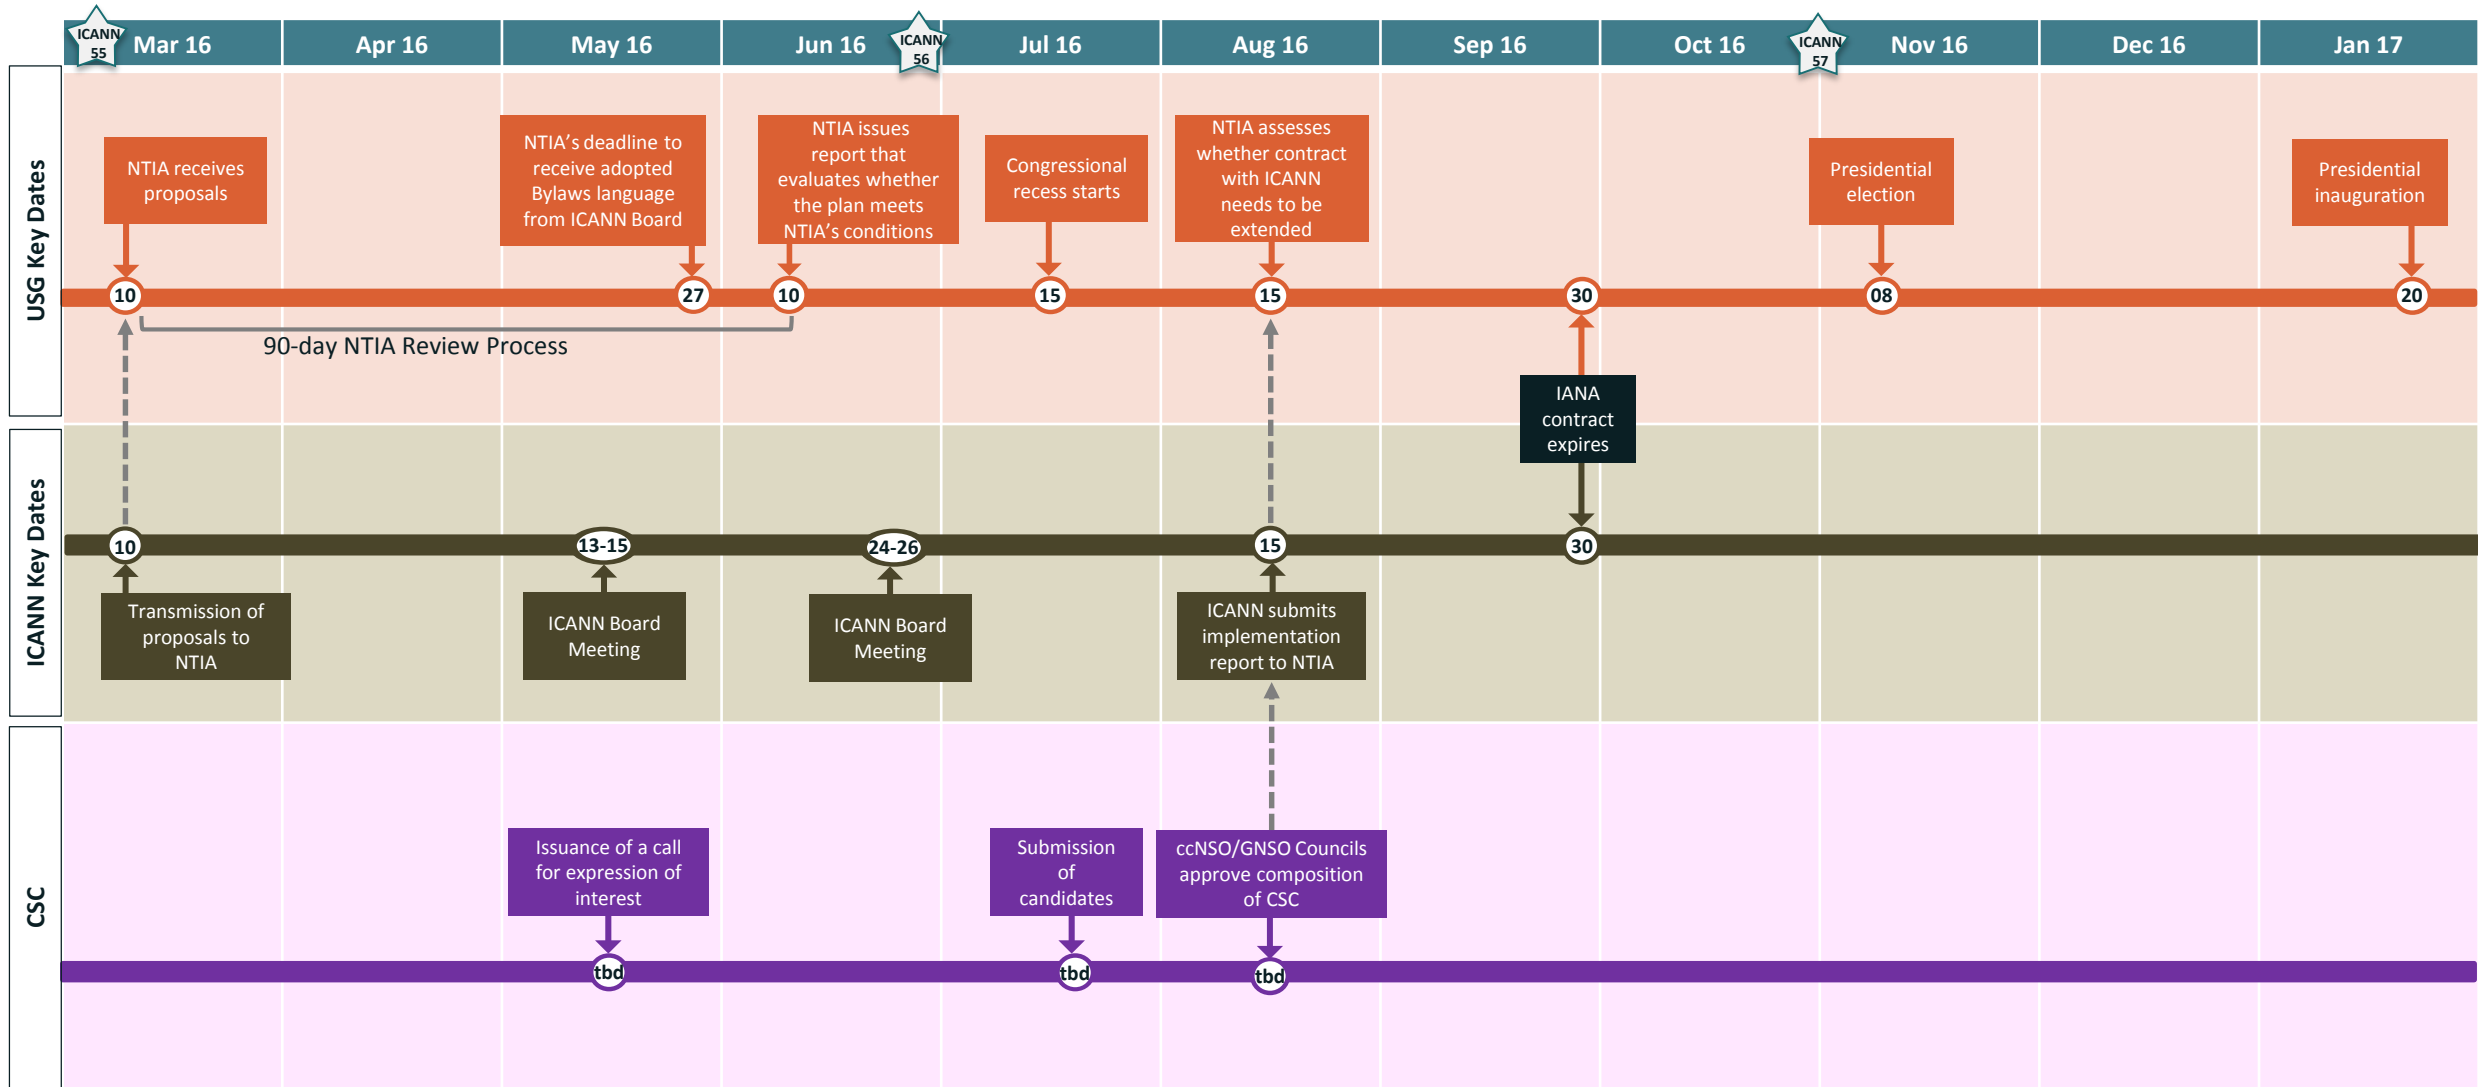 ICANN
55
Mar 16
Apr 16
May 16
Jun 16
ICANN
56
Jul 16
Aug 16
Sep 16
Oct 16
ICANN
57
Nov 16
Dec 16
Jan 17
USG Key Dates
NTIA receives
proposals
NTIA's deadline to
receive adopted
Bylaws language
from ICANN Board
NTIA issues
report that
evaluates whether
the plan meets
NTIA's conditions
Congressional
recess starts
NTIA assesses
whether contract
with ICANN
needs to be
extended
Presidential
election
Presidential
inauguration
10
27
10
15
15
30
08
20
90-day NTIA Review Process
IANA
contract
expires
ICANN Key Dates
10
13-15
24-26
15
30
Transmission of
proposals to
NTIA
ICANN Board
Meeting
ICANN Board
Meeting
ICANN submits
implementation
report to NTIA
CSC
Issuance of a call
for expression of
interest
Submission
of
candidates
ccNSO/GNSO Councils
approve composition
of CSC
tbd
tbd
tbd